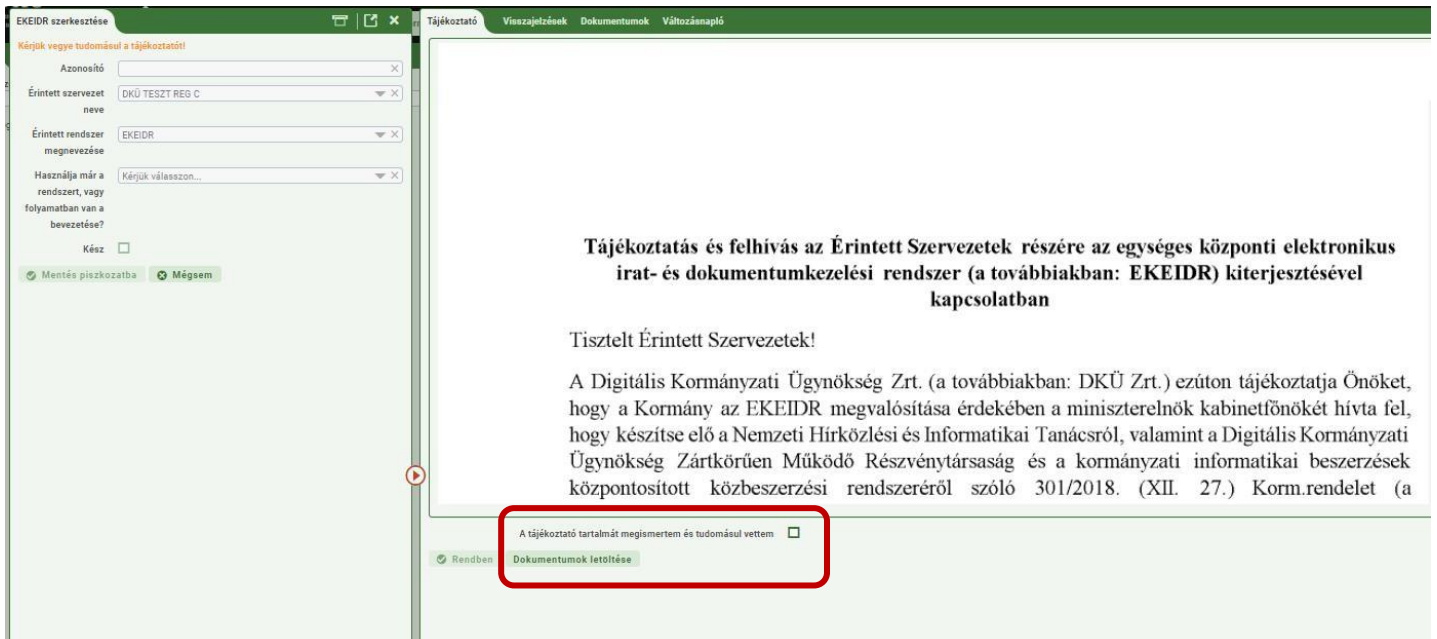 EKEIDR szerkesztése
Kérjük vegye tudomásul a tájékoztatót!
Azonosító
Érintett szervezet
neve
DKÜ TESZT REG C
Érintett rendszer
megnevezése
EKEIDR
Használja már a
rendszert, vagy
folyamatban van a
bevezetése?
Kérjük válasszon...
Kész
Mentés piszkozatba Mégsem
Tájékoztató Visszajelzések Dokumentumok Változásnapló
Tájékoztatás és felhívás az Érintett Szervezetek részére az egységes központi elektronikus
irat- és dokumentumkezelési rendszer (a továbbiakban: EKEIDR) kiterjesztésével
kapcsolatban
Tisztelt Érintett Szervezetek!
A Digitális Kormányzati Ügynökség Zrt. (a továbbiakban: DKÜ Zrt.) ezúton tájékoztatja Önöket,
hogy a Kormány az EKEIDR megvalósítása érdekében a miniszterelnök kabinetfőnökét hívta fel,
hogy készítse elő a Nemzeti Hírközlési és Informatikai Tanácsról, valamint a Digitális Kormányzati
Ügynökség Zártkörűen Működő Részvénytársaság és a kormányzati informatikai beszerzések
központosított közbeszerzési rendszeréről szóló 301/2018. (XII. 27.) Korm.rendelet (a
A tájékoztató tartalmát megismertem és tudomásul vettem
Rendben Dokumentumok letöltése